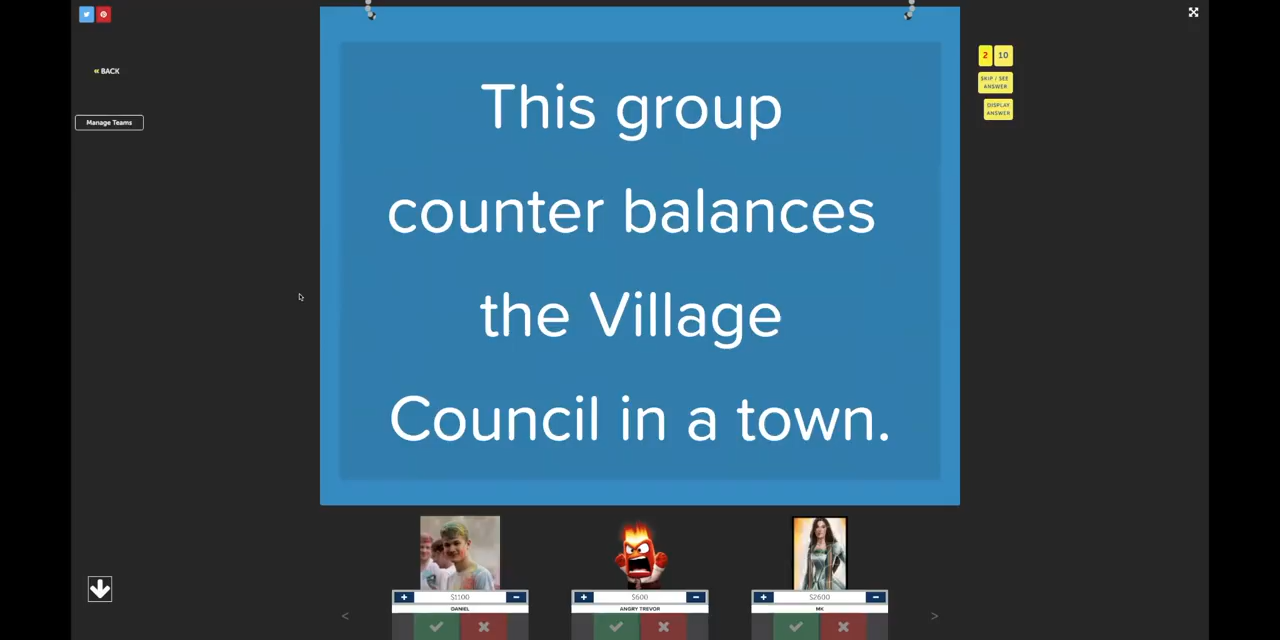 « BACK
Manage Teams
This group
counter balances
the Village
Council in a town.
2 10
SKIP / SEE
ANSWER
DISPLAY
ANSWER
+ $1100 −
DANIEL
+ $600 −
ANGRY TREVOR
+ $2600 −
MK